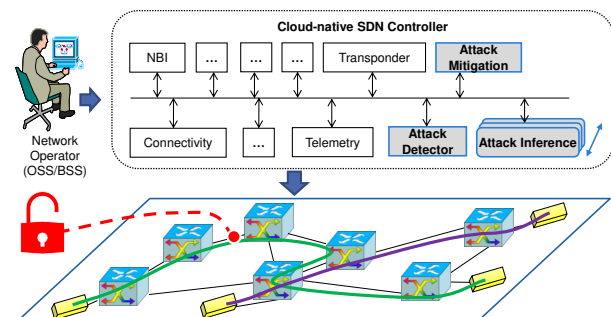 Cloud-native SDN Controller
NBI
...
...
...
Transponder
Attack
Mitigation
Network
Operator
(OSS/BSS)
Connectivity
...
Telemetry
Attack
Detector
Attack Inference